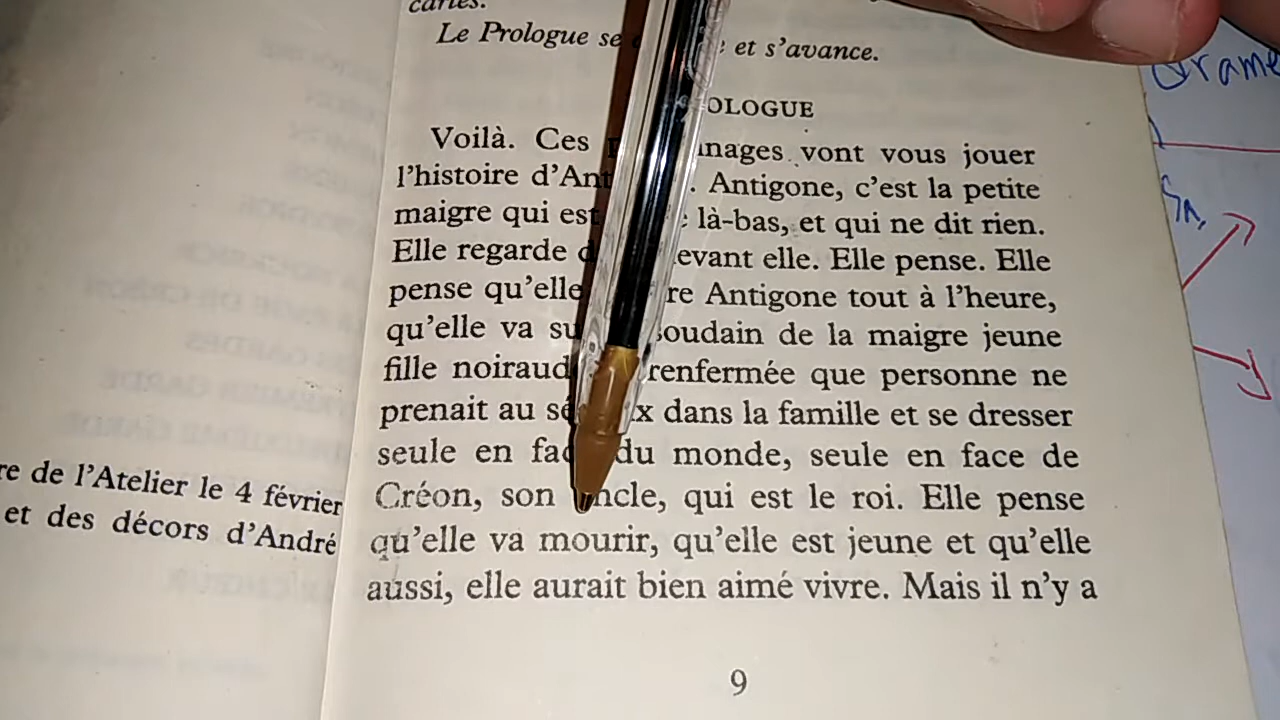 cartes.
Le Prologue se et s'avance.
OLOGUE
Voilà. Ces nages vont vous jouer
l'histoire d'Ant . Antigone, c'est la petite
maigre qui est là-bas, et qui ne dit rien.
Elle regarde d evant elle. Elle pense. Elle
pense qu'elle re Antigone tout à l'heure,
qu'elle va su soudain de la maigre jeune
fille noiraud renfermée que personne ne
prenait au sé x dans la famille et se dresser
seule en fac du monde, seule en face de
Créon, son oncle, qui est le roi. Elle pense
qu'elle va mourir, qu'elle est jeune et qu'elle
aussi, elle aurait bien aimé vivre. Mais il n'y a
9
re de l'Atelier le 4 février
et des décors d'André